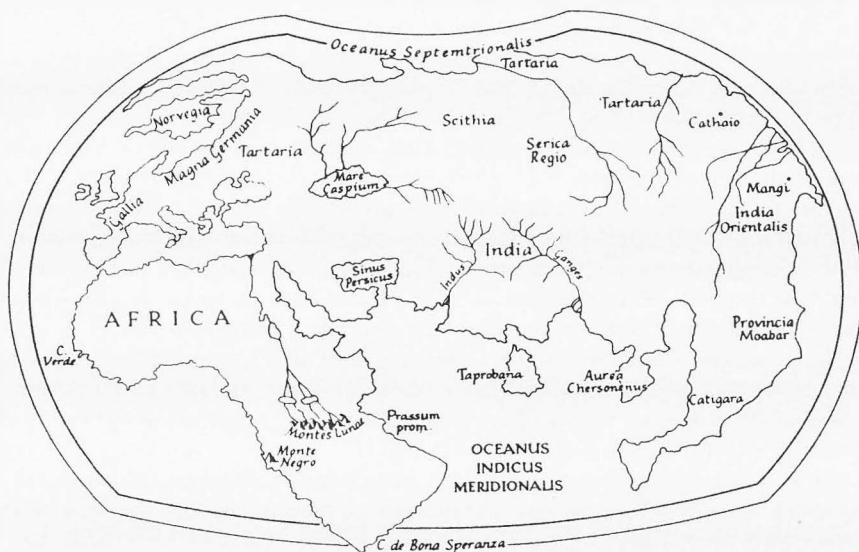 Oceanus Septemtrionalis
Tartaria
Norvegia
Magna Germania
Tartaria
Scithia
Tartaria
Cathaio
Serica
Regio
Mare
Caspium
Gallia
Mangi
India
Orientalis
India
Indus
Ganges
Sinus
Persicus
AFRICA
C.
Verde
Provincia
Moabar
Taprobana
Aurea
Chersonenus
Catigara
Prassum
prom.
Montes Lunae
Monte
Negro
OCEANUS
INDICUS
MERIDIONALIS
C de Bona Speranza